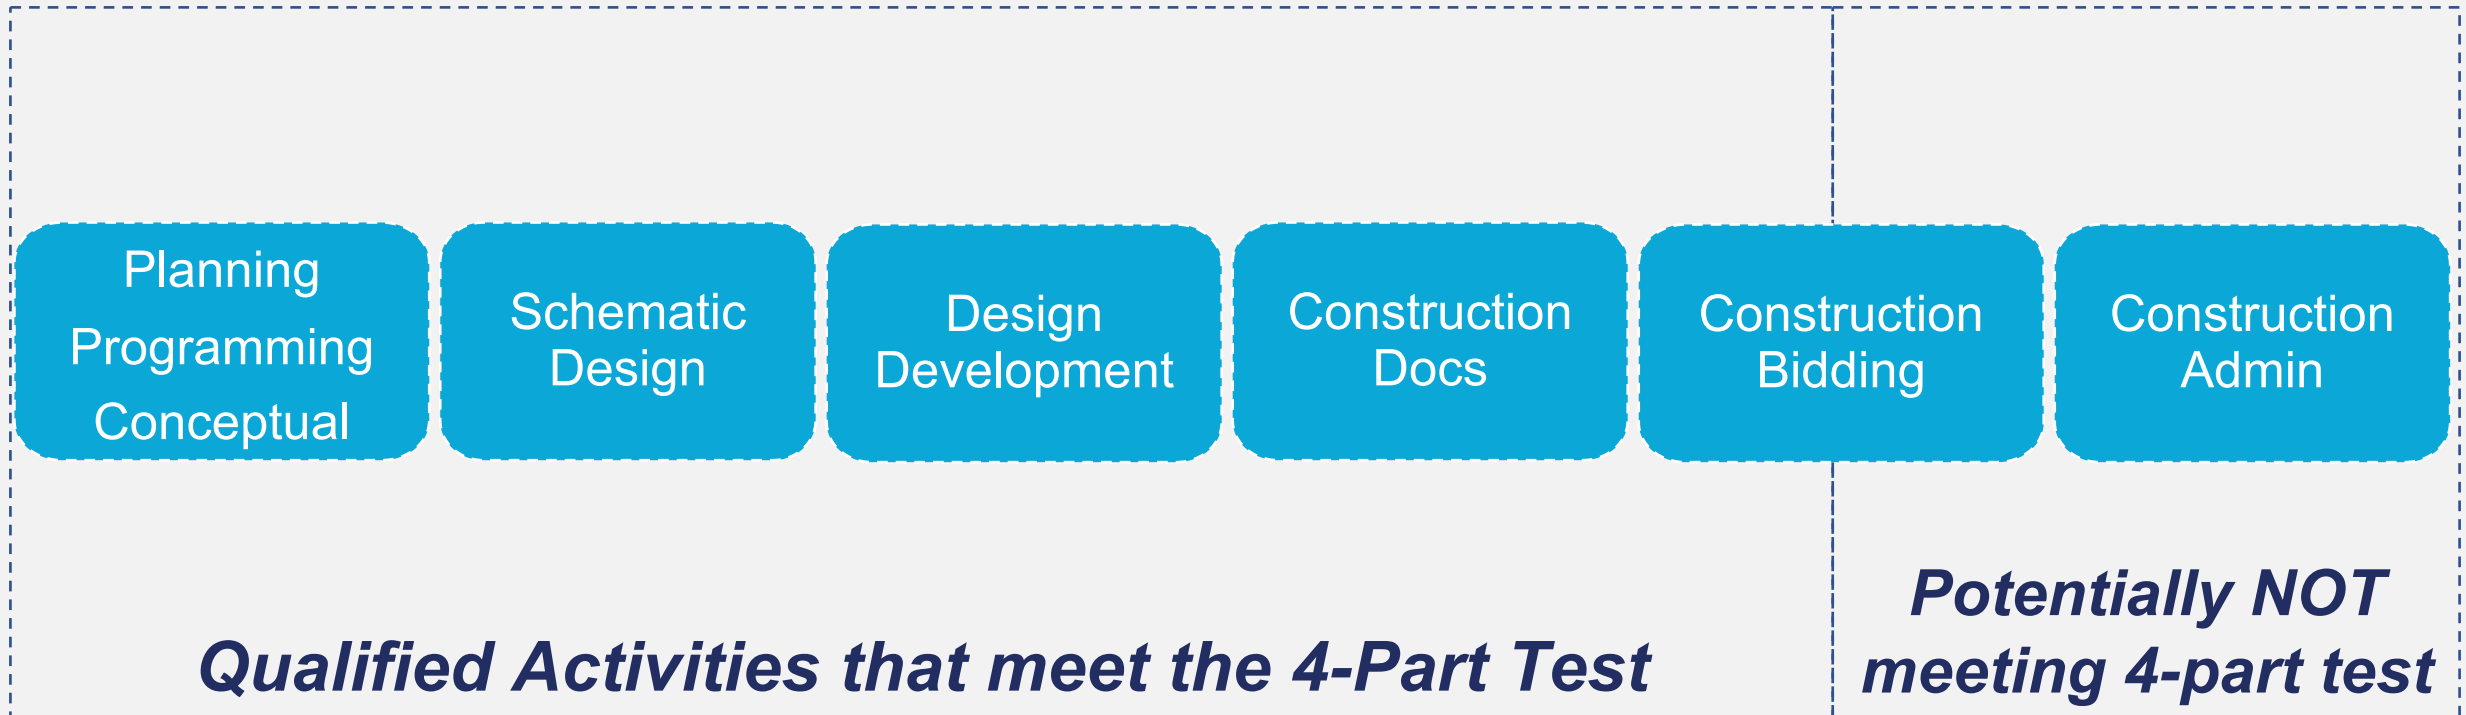 Planning
Programming
Conceptual
Schematic
Design
Design
Development
Construction
Docs
Construction
Bidding
Construction
Admin
Qualified Activities that meet the 4-Part Test
Potentially NOT
meeting 4-part test